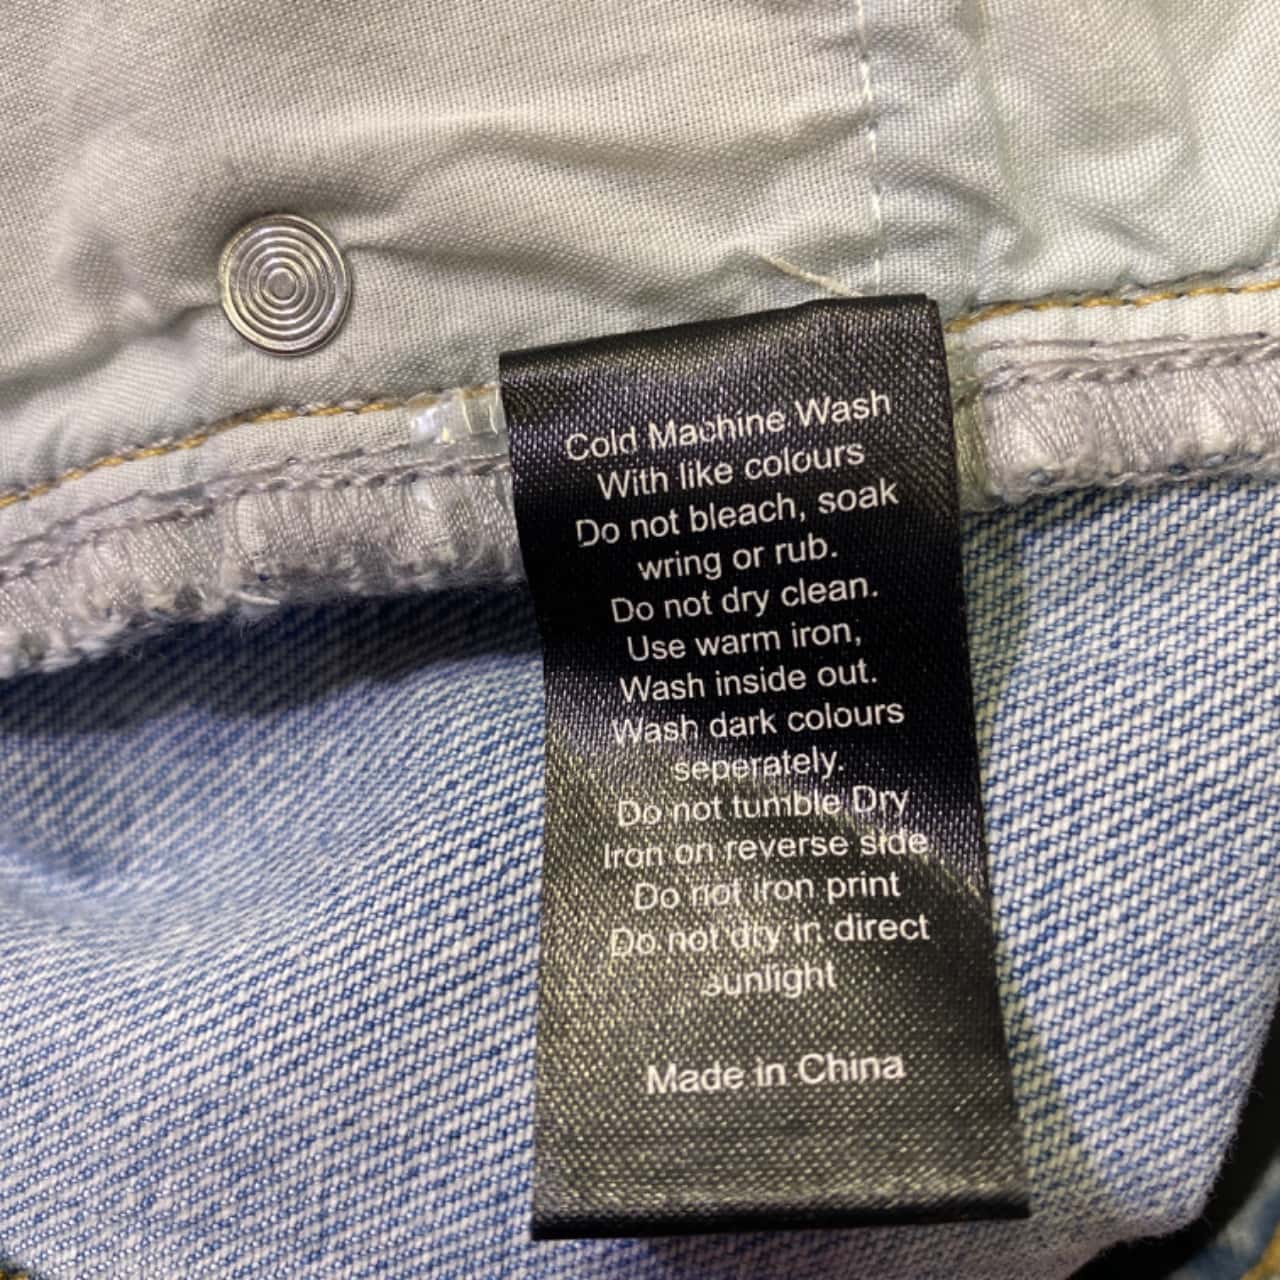 Cold Machine Wash
With like colours
Do not bleach, soak
wring or rub.
Do not dry clean.
Use warm iron,
Wash inside out.
Wash dark colours
seperately.
Do not tumble Dry
Iron on reverse side
Do not iron print
Do not dry in direct
sunlight
Made in China